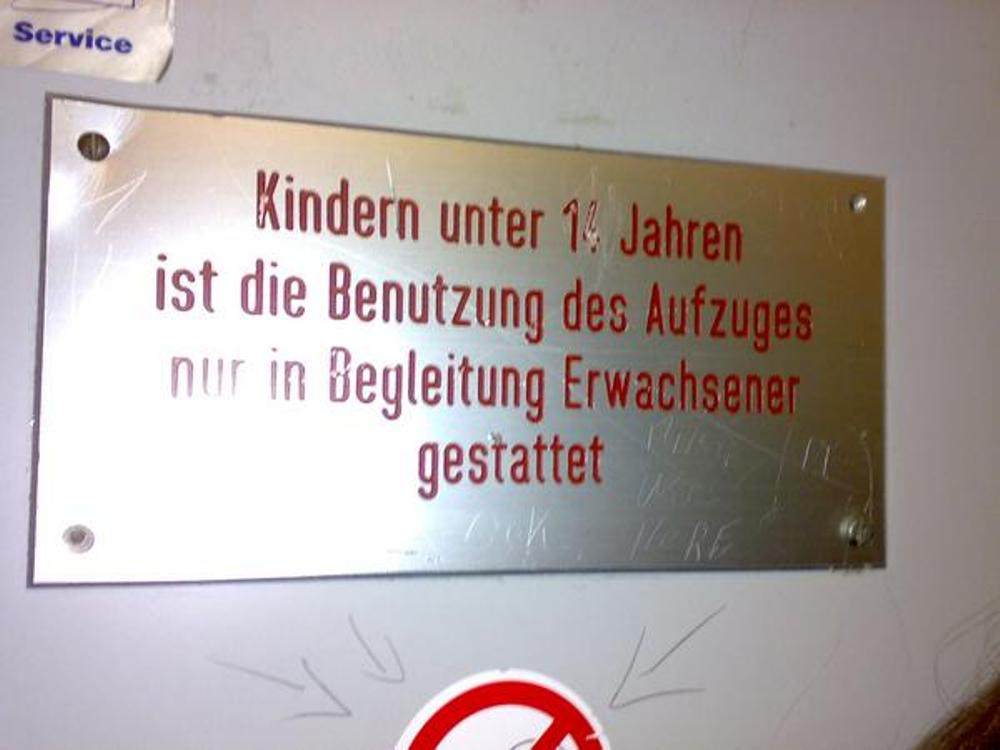 Service
Kindern unter 14 Jahren
ist die Benutzung des Aufzuges
nur in Begleitung Erwachsener
gestattet